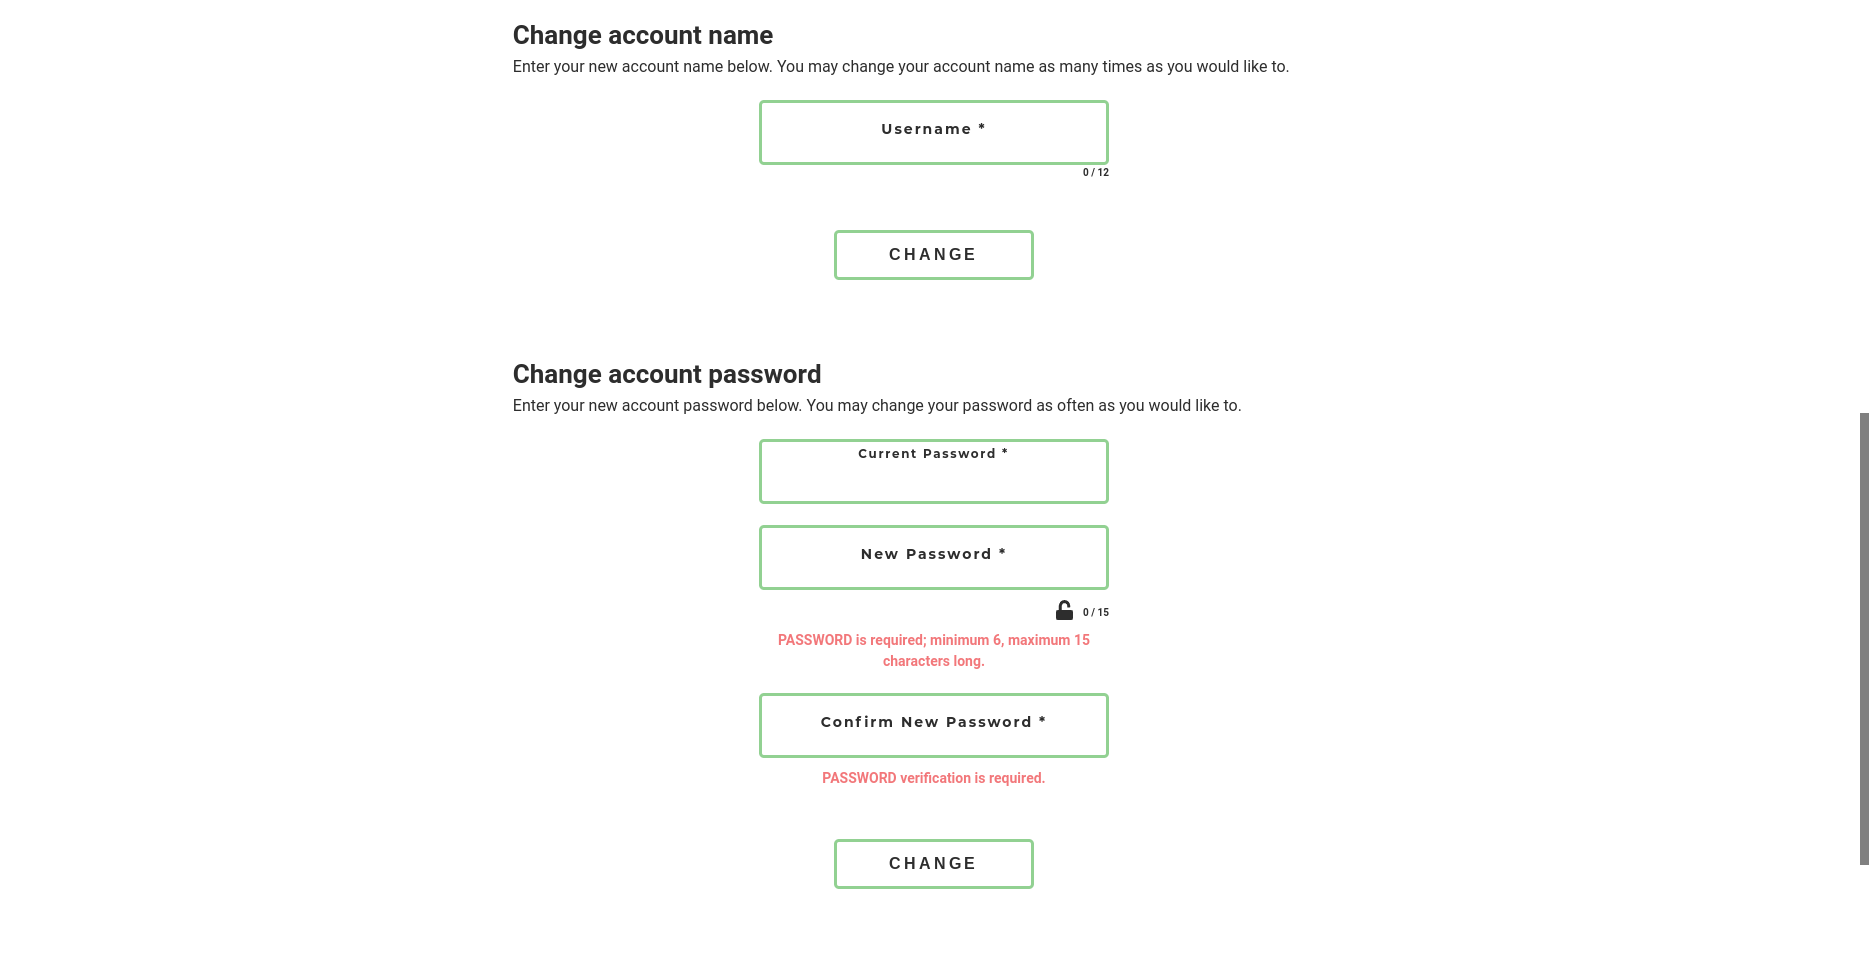 Change account name
Enter your new account name below. You may change your account name as many times as you would like to.
Username *
0 / 12
CHANGE
Change account password
Enter your new account password below. You may change your password as often as you would like to.
Current Password *
New Password *
0 / 15
PASSWORD is required; minimum 6, maximum 15
characters long.
Confirm New Password *
PASSWORD verification is required.
CHANGE